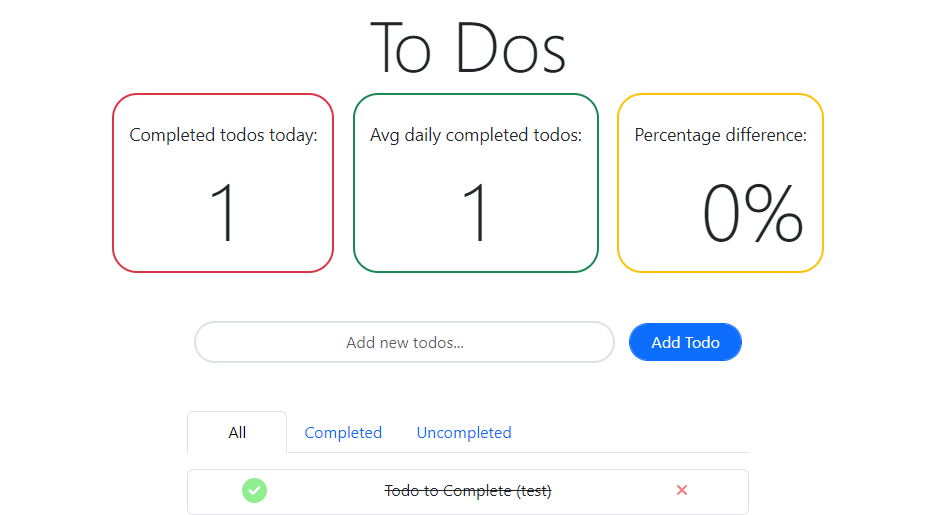 To Dos
Completed todos today:
1
Avg daily completed todos:
1
Percentage difference:
0%
Add new todos...
Add Todo
All
Completed
Uncompleted
Todo to Complete (test)